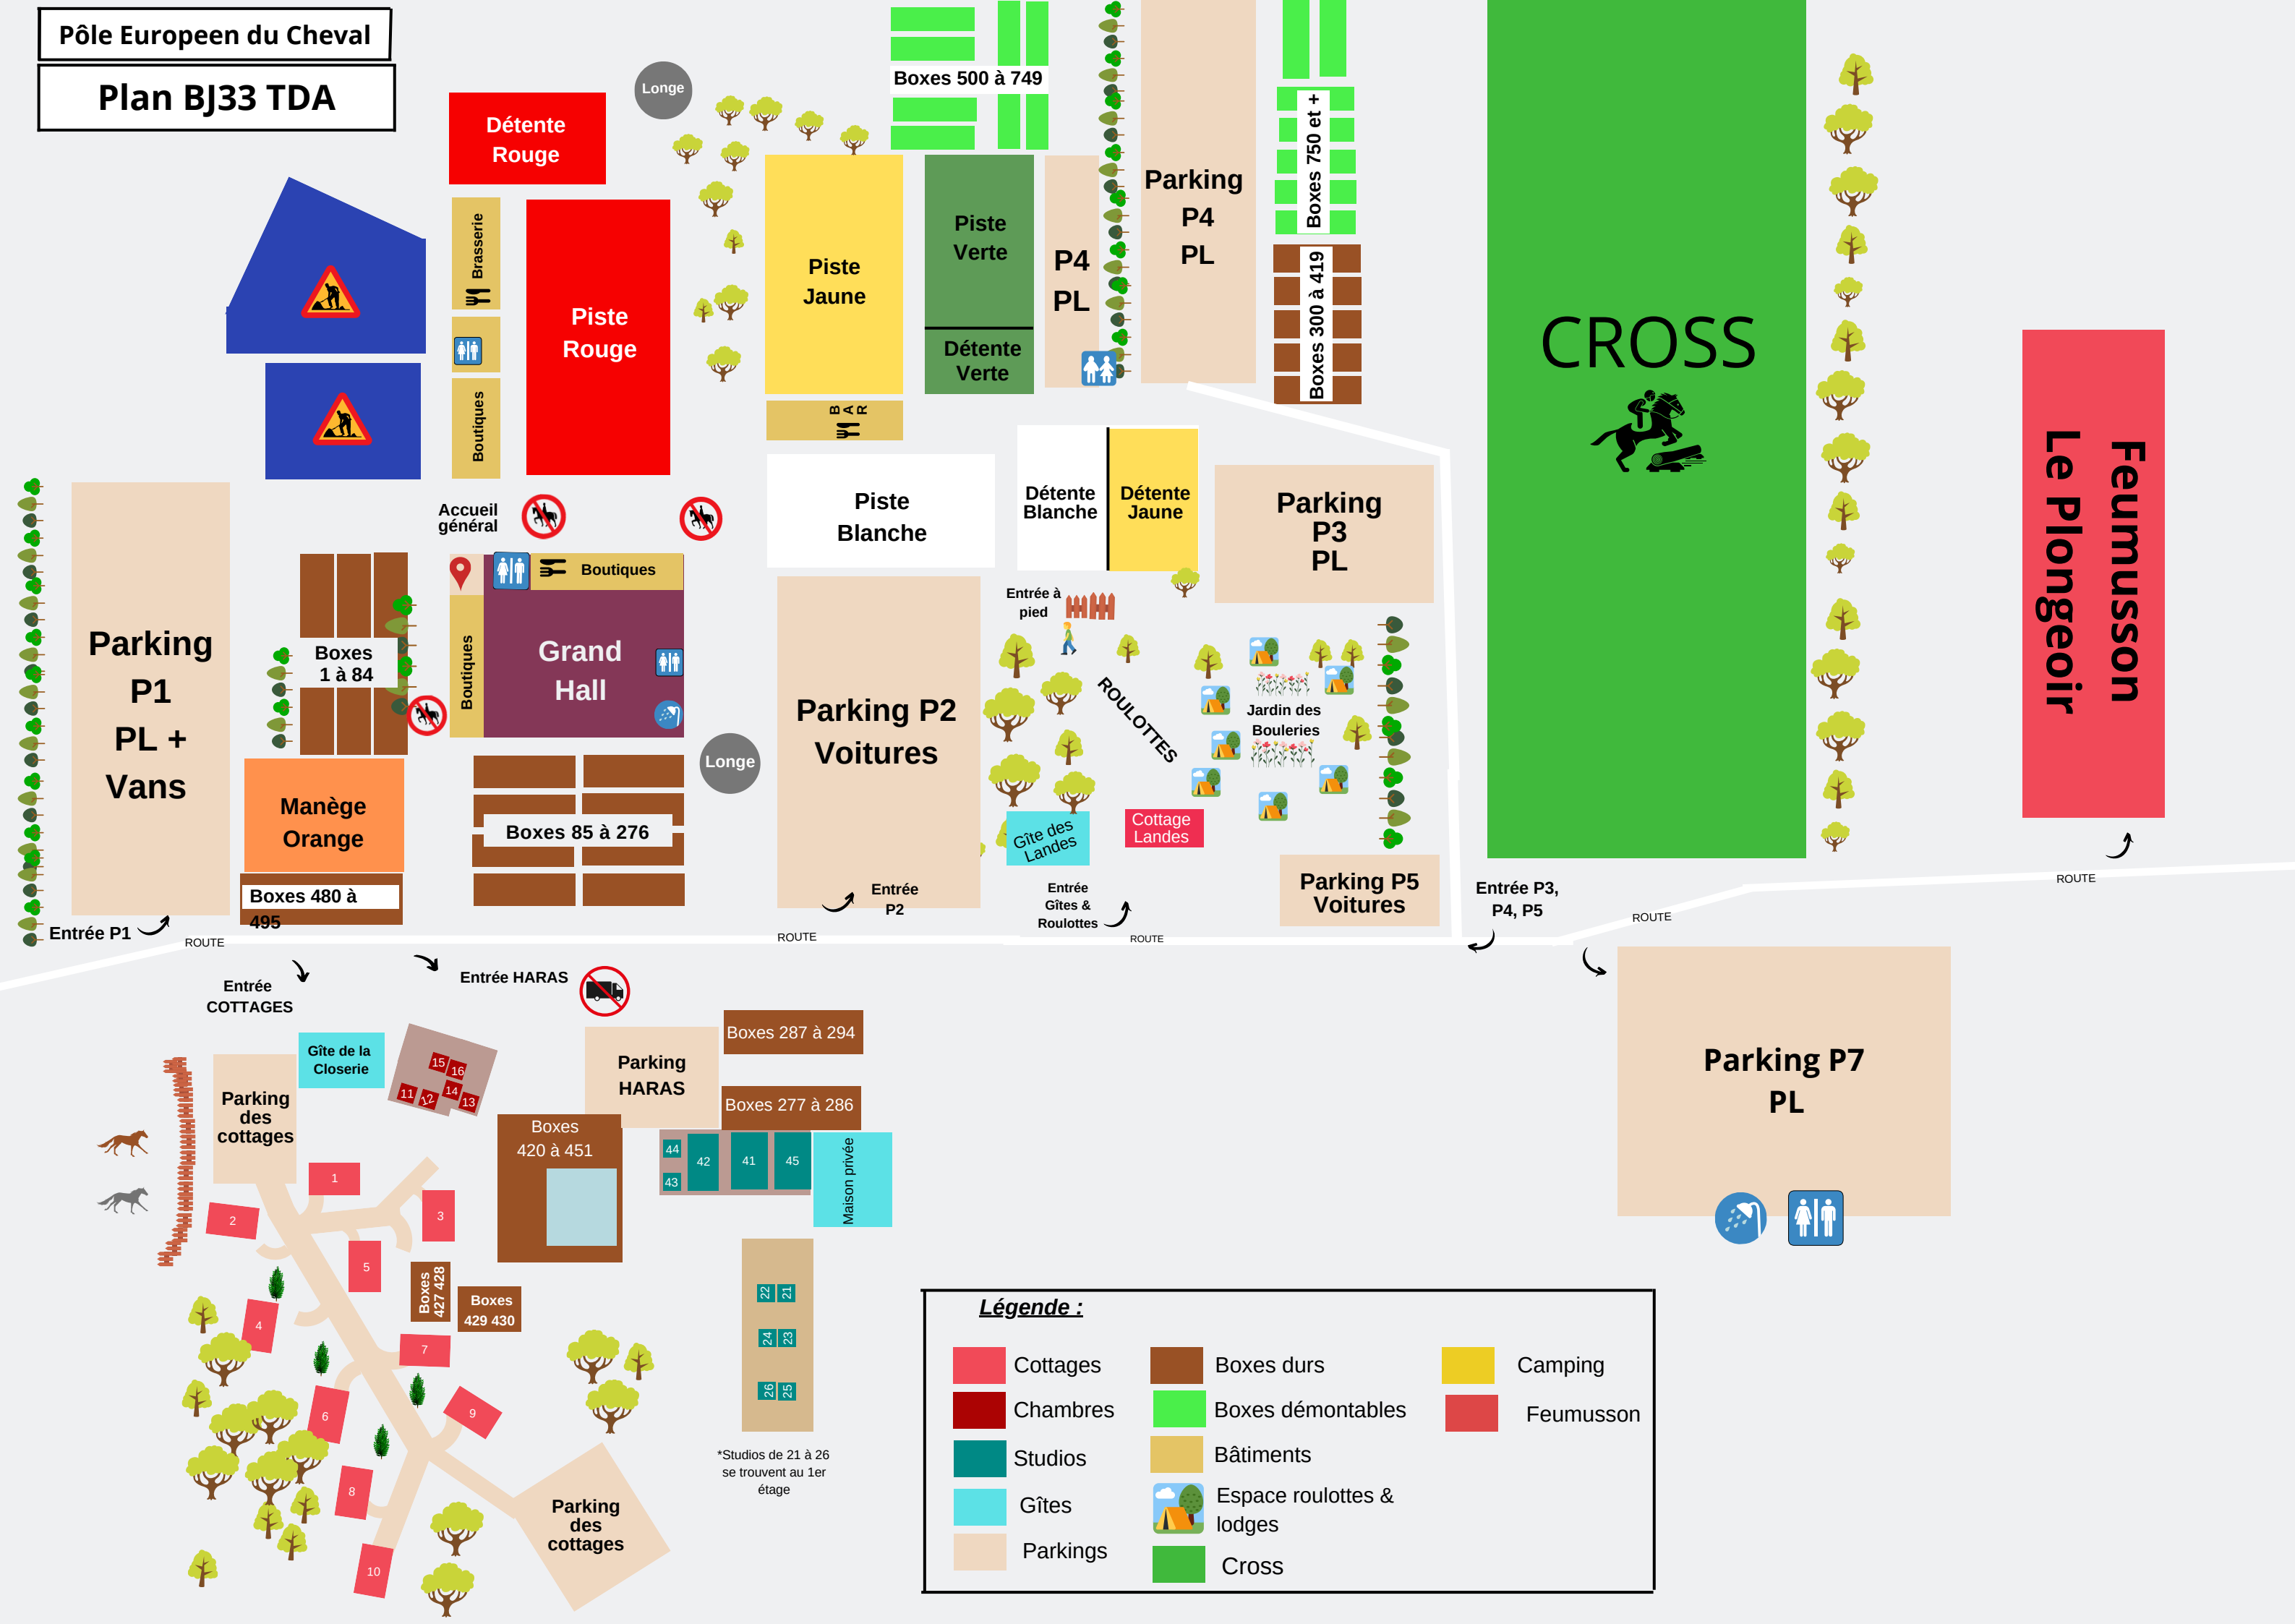 Pôle Europeen du Cheval
Plan BJ33 TDA
Longe
Détente
Rouge
Brasserie
Boutiques
Piste
Rouge
Piste
Jaune
BAR
Boxes 500 à 749
Piste
Verte
Détente
Verte
P4
PL
Parking
P4
PL
Boxes 750 et +
Boxes 300 à 419
CROSS
Feumusson
Le Plongeoir
Accueil
général
Piste
Blanche
Détente
Blanche
Détente
Jaune
Parking
P3
PL
Parking
P1
PL +
Vans
Boxes
1 à 84
Boutiques
Boutiques
Grand
Hall
Manège
Orange
Boxes 480 à
495
Boxes 85 à 276
Longe
Parking P2
Voitures
Entrée à
pied
ROULOTTES
Jardin des
Bouleries
Gîte des
Landes
Cottage
Landes
Parking P5
Voitures
Entrée P1
Entrée
P2
Entrée
Gîtes &
Roulottes
Entrée P3,
P4, P5
ROUTE
ROUTE
ROUTE
ROUTE
ROUTE
Entrée
COTTAGES
Entrée HARAS
Gîte de la
Closerie
Parking
des
cottages
15
16
11
12
14
13
Parking
HARAS
Boxes 287 à 294
Boxes 277 à 286
Boxes
420 à 451
44
43
42
41
45
Maison privée
Parking P7
PL
1
2
3
5
4
7
6
9
8
10
Boxes
427 428
Boxes
429 430
22
21
24
23
26
25
*Studios de 21 à 26
se trouvent au 1er
étage
Parking
des
cottages
Légende :
Cottages
Chambres
Studios
Gîtes
Parkings
Boxes durs
Boxes démontables
Bâtiments
Espace roulottes &
lodges
Cross
Camping
Feumusson